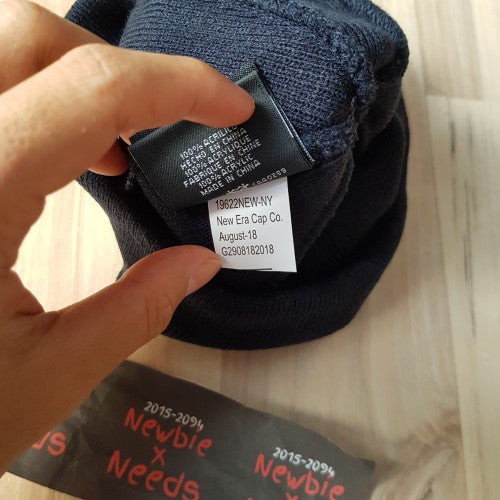 100% ACRILICO
HECHO EN CHINA
100% ACRYLIQUE
FABRIQUE EN CHINE
100% ACRYLIC
MADE IN CHINA
19622NEW-NY
New Era Cap Co.
August-18
G2908182018
2015-2094
Newbie
x
Needs
2015-2094
Newbie
x
Needs